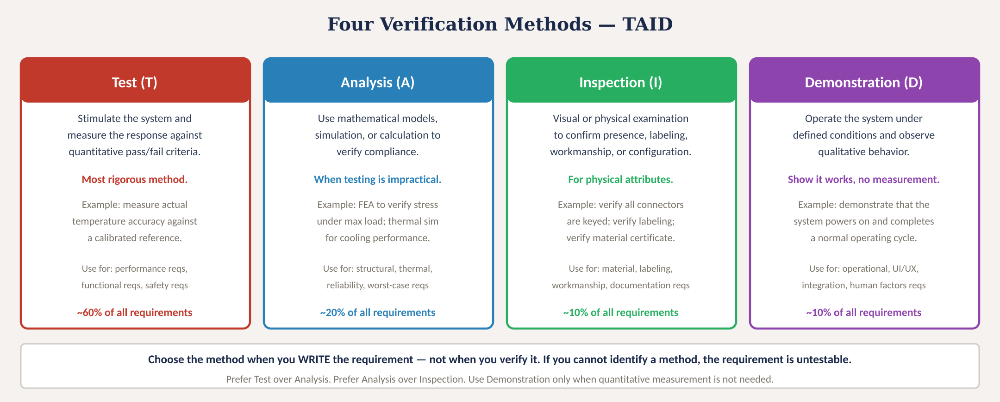 Four Verification Methods — TAID
Test (T)
Stimulate the system and
measure the response against
quantitative pass/fail criteria.
Most rigorous method.
Example: measure actual
temperature accuracy against
a calibrated reference.
Use for: performance reqs,
functional reqs, safety reqs
~60% of all requirements
Analysis (A)
Use mathematical models,
simulation, or calculation to
verify compliance.
When testing is impractical.
Example: FEA to verify stress
under max load; thermal sim
for cooling performance.
Use for: structural, thermal,
reliability, worst-case reqs
~20% of all requirements
Inspection (I)
Visual or physical examination
to confirm presence, labeling,
workmanship, or configuration.
For physical attributes.
Example: verify all connectors
are keyed; verify labeling;
verify material certificate.
Use for: material, labeling,
workmanship, documentation reqs
~10% of all requirements
Demonstration (D)
Operate the system under
defined conditions and observe
qualitative behavior.
Show it works, no measurement.
Example: demonstrate that the
system powers on and completes
a normal operating cycle.
Use for: operational, UI/UX,
integration, human factors reqs
~10% of all requirements
Choose the method when you WRITE the requirement — not when you verify it. If you cannot identify a method, the requirement is untestable.
Prefer Test over Analysis. Prefer Analysis over Inspection. Use Demonstration only when quantitative measurement is not needed.